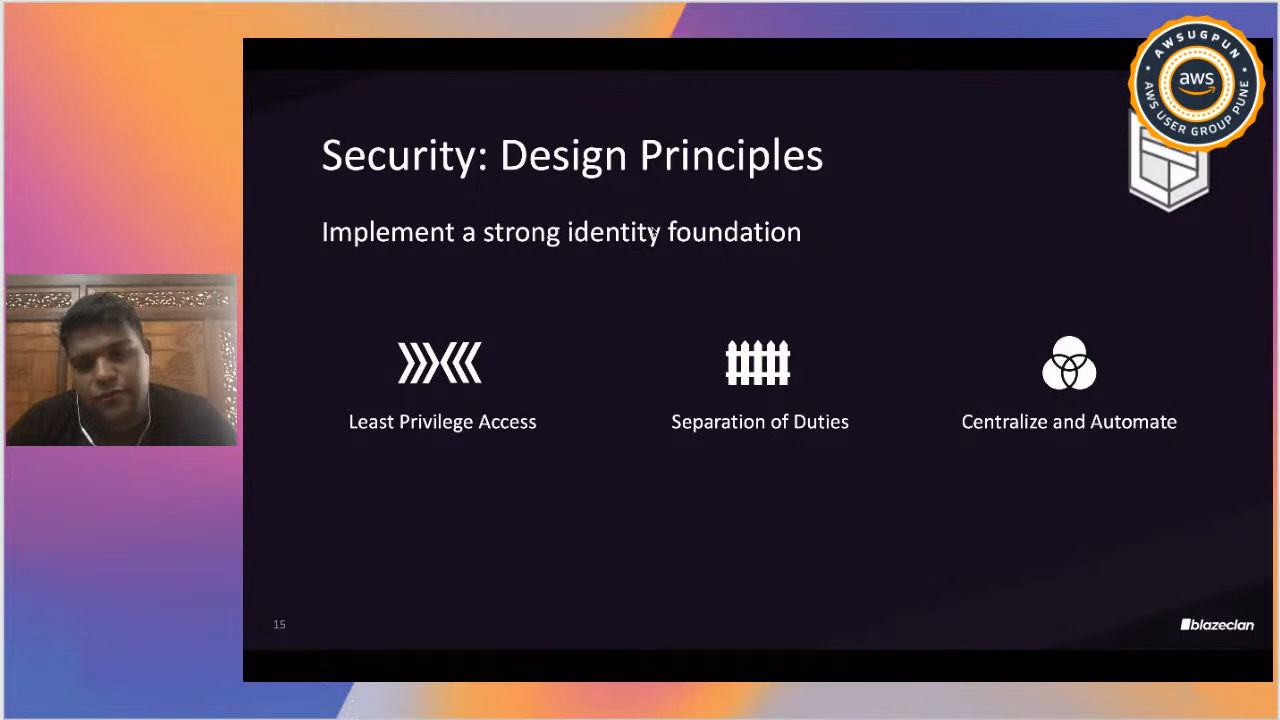 AWSUGPUN
aws
AWS USER GROUP PUNE
Security: Design Principles
Implement a strong identity foundation
Least Privilege Access
Separation of Duties
Centralize and Automate
15
blazeclan